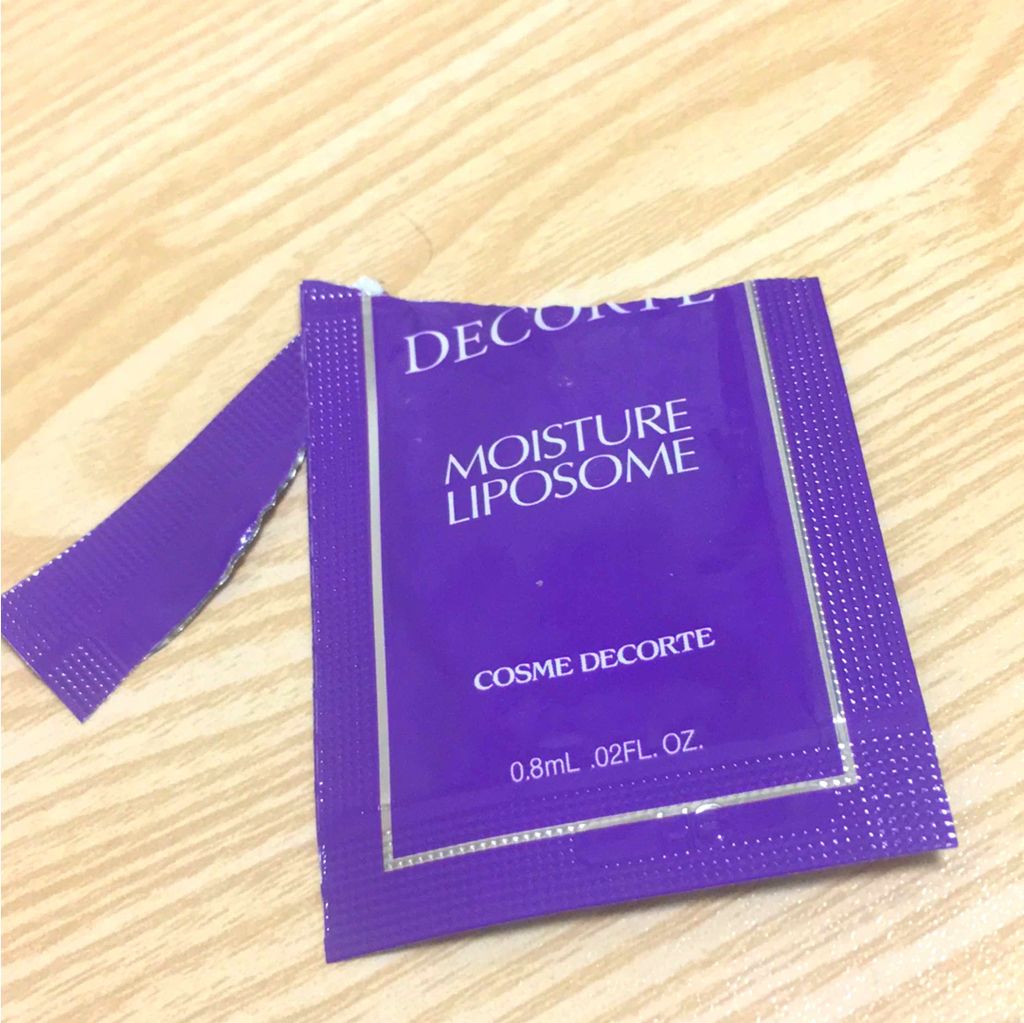 DECORTE
MOISTURE
LIPOSOME
COSME DECORTE
0.8mL .02FL. OZ.